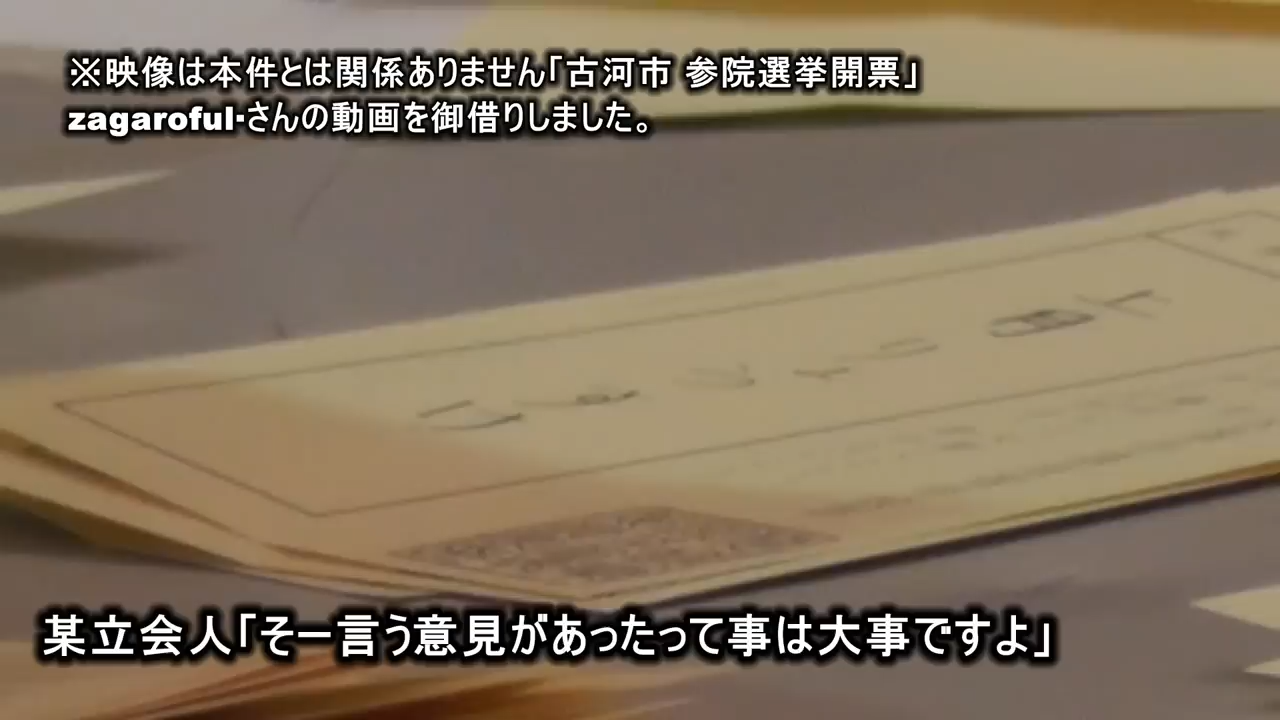 ※映像は本件とは関係ありません「古河市 参院選挙開票」
zagaroful・さんの動画を御借りしました。
某立会人「そー言う意見があったって事は大事ですよ」